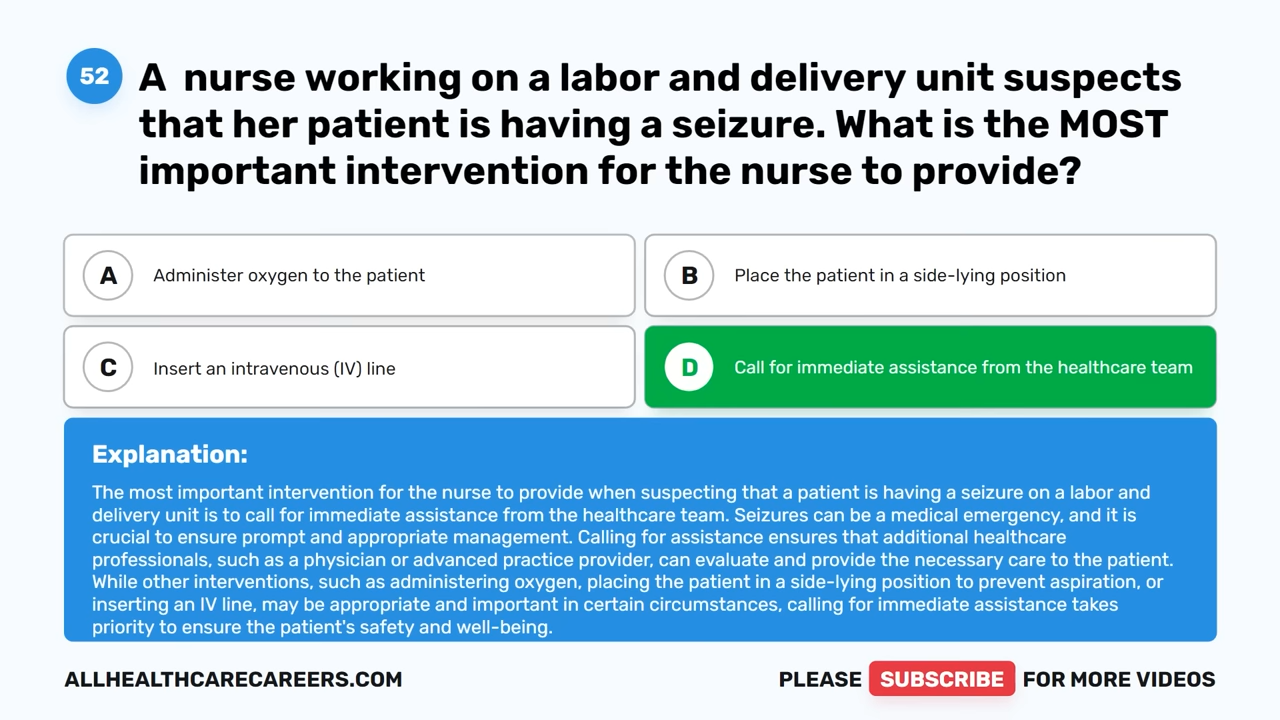 52
A nurse working on a labor and delivery unit suspects
that her patient is having a seizure. What is the MOST
important intervention for the nurse to provide?
A Administer oxygen to the patient
B Place the patient in a side-lying position
C Insert an intravenous (IV) line
D Call for immediate assistance from the healthcare team
Explanation:
The most important intervention for the nurse to provide when suspecting that a patient is having a seizure on a labor and
delivery unit is to call for immediate assistance from the healthcare team. Seizures can be a medical emergency, and it is
crucial to ensure prompt and appropriate management. Calling for assistance ensures that additional healthcare
professionals, such as a physician or advanced practice provider, can evaluate and provide the necessary care to the patient.
While other interventions, such as administering oxygen, placing the patient in a side-lying position to prevent aspiration, or
inserting an IV line, may be appropriate and important in certain circumstances, calling for immediate assistance takes
priority to ensure the patient's safety and well-being.
ALLHEALTHCARECAREERS.COM
PLEASE SUBSCRIBE FOR MORE VIDEOS